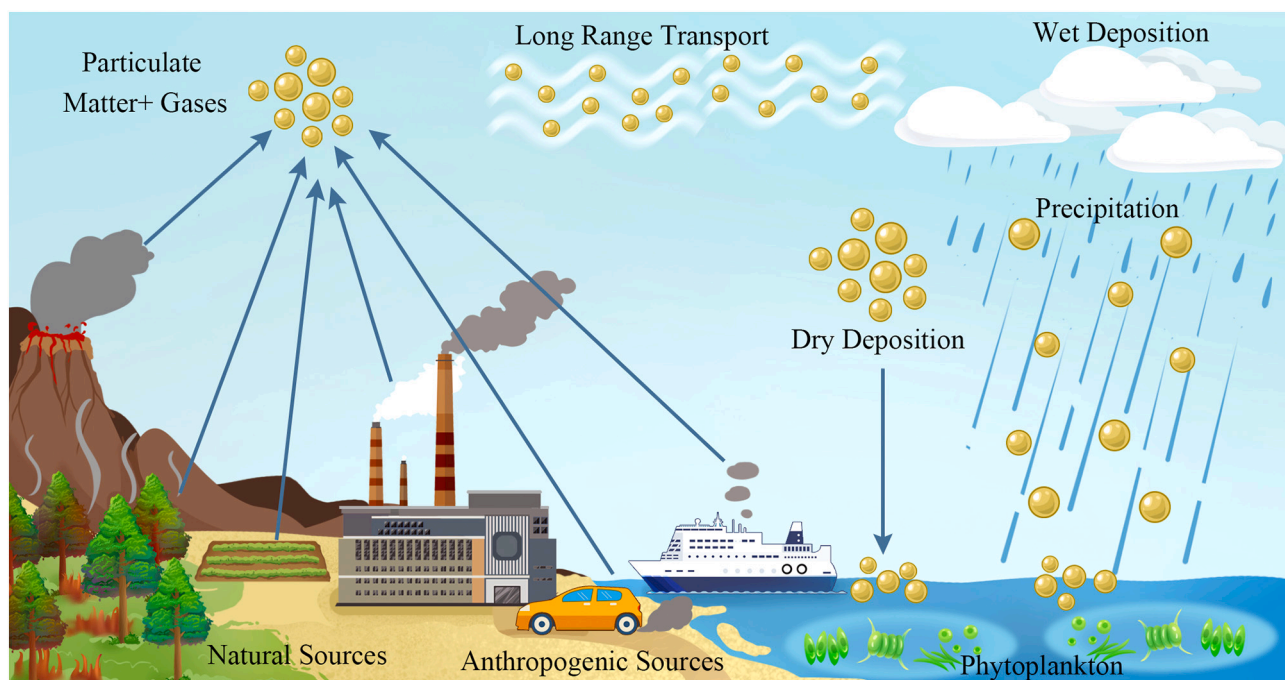 Particulate
Matter+ Gases
Long Range Transport
Wet Deposition
Precipitation
Dry Deposition
Natural Sources
Anthropogenic Sources
Phytoplankton